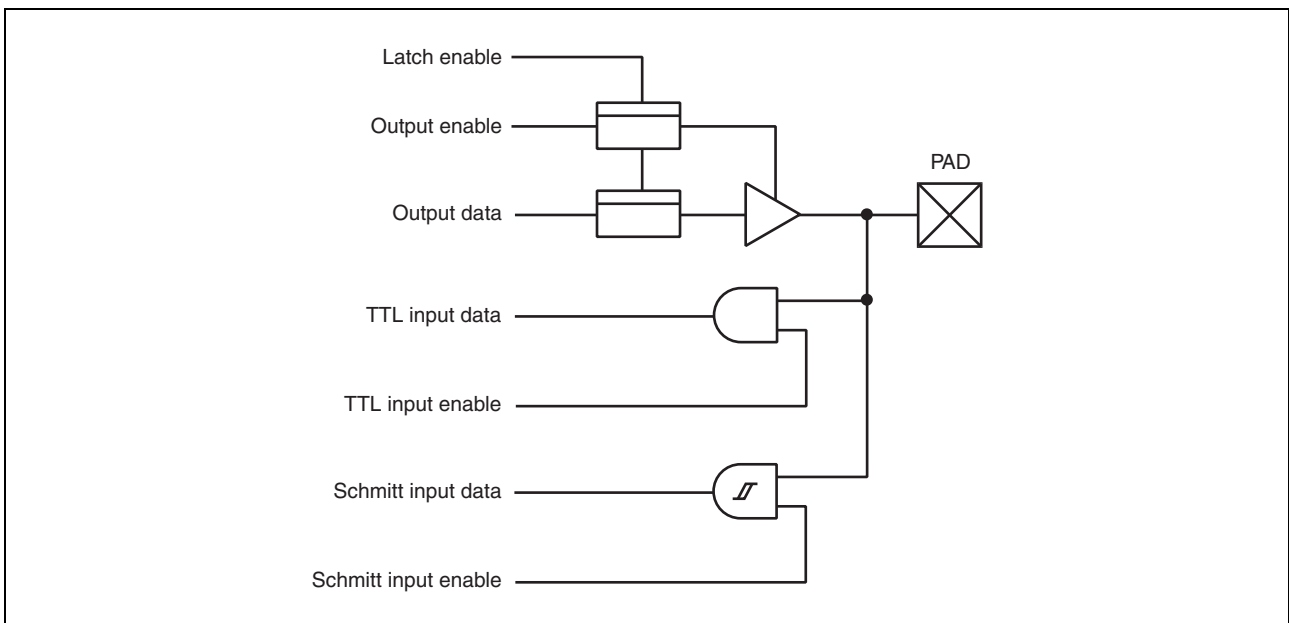 Latch enable
Output enable
PAD
Output data
TTL input data
TTL input enable
Schmitt input data
Schmitt input enable